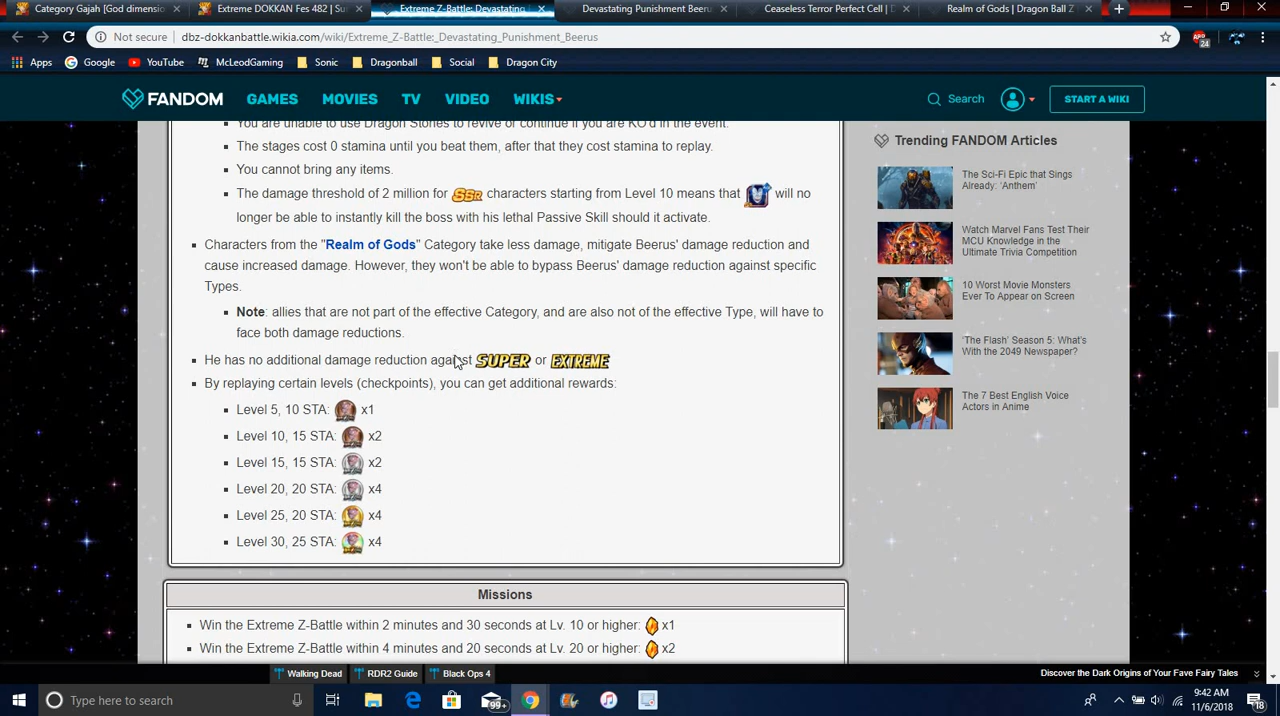 Category Gajah [God dimension
Extreme DOKKAN Fes 482 | Su
Extreme Z-Battle: Devastating
Devastating Punishment Beeru
Ceaseless Terror Perfect Cell | D
Realm of Gods | Dragon Ball Z
Not secure | dbz-dokkanbattle.wikia.com/wiki/Extreme_Z-Battle:_Devastating_Punishment_Beerus
24
Apps Google YouTube McLeodGaming Sonic Dragonball Social Dragon City
FANDOM GAMES MOVIES TV VIDEO WIKIS Search START A WIKI
You are unable to use Dragon Stones to revive or continue if you are KO'd in the event.
The stages cost 0 stamina until you beat them, after that they cost stamina to replay.
You cannot bring any items.
The damage threshold of 2 million for SSR characters starting from Level 10 means that will no
longer be able to instantly kill the boss with his lethal Passive Skill should it activate.
Characters from the "Realm of Gods" Category take less damage, mitigate Beerus' damage reduction and
cause increased damage. However, they won't be able to bypass Beerus' damage reduction against specific
Types.
Note: allies that are not part of the effective Category, and are also not of the effective Type, will have to
face both damage reductions.
He has no additional damage reduction against SUPER or EXTREME
By replaying certain levels (checkpoints), you can get additional rewards:
Level 5, 10 STA: x1
Level 10, 15 STA: x2
Level 15, 15 STA: x2
Level 20, 20 STA: x4
Level 25, 20 STA: x4
Level 30, 25 STA: x4
Missions
Win the Extreme Z-Battle within 2 minutes and 30 seconds at Lv. 10 or higher: x1
Win the Extreme Z-Battle within 4 minutes and 20 seconds at Lv. 20 or higher: x2
Trending FANDOM Articles
The Sci-Fi Epic that Sings
Already: 'Anthem'
Watch Marvel Fans Test Their
MCU Knowledge in the
Ultimate Trivia Competition
10 Worst Movie Monsters
Ever To Appear on Screen
'The Flash' Season 5: What's
With the 2049 Newspaper?
The 7 Best English Voice
Actors in Anime
Walking Dead RDR2 Guide Black Ops 4
Discover the Dark Origins of Your Fave Fairy Tales
Type here to search
99+
9:42 AM
11/6/2018
18